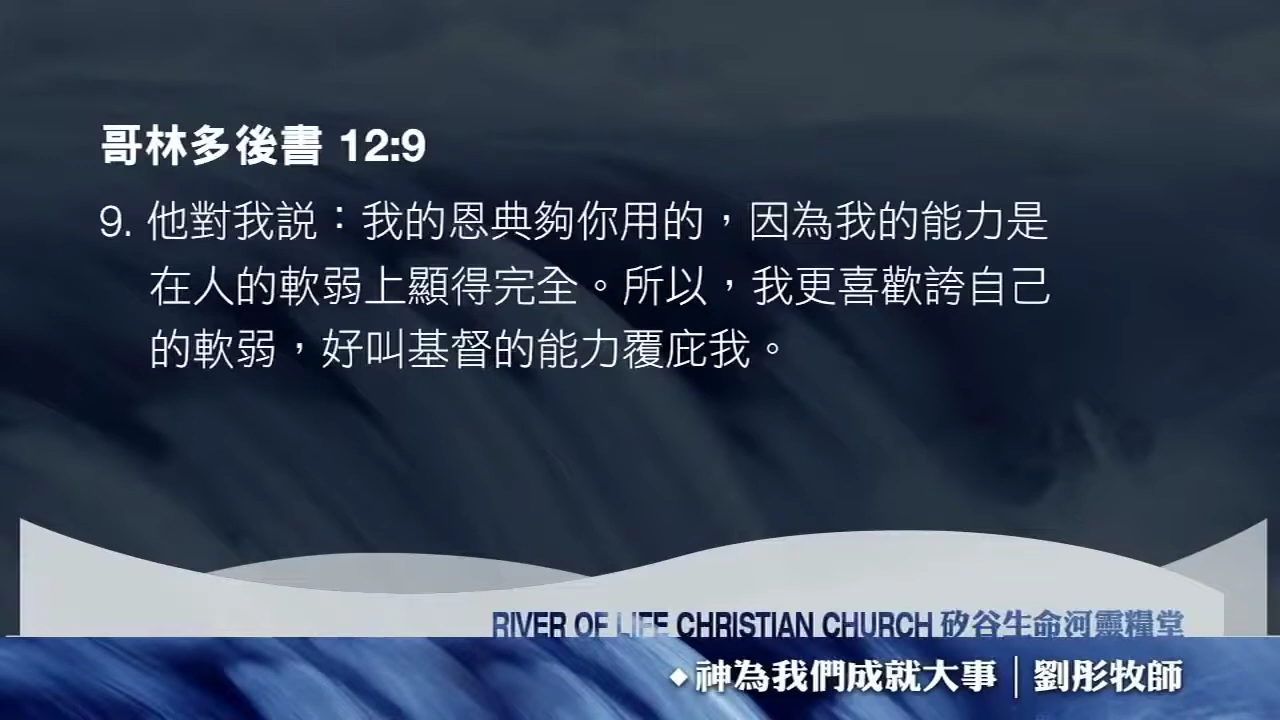 哥林多後書 12:9
9. 他對我説：我的恩典夠你用的，因為我的能力是
在人的軟弱上顯得完全。所以，我更喜歡誇自己
的軟弱，好叫基督的能力覆庇我。
RIVER OF LIFE CHRISTIAN CHURCH 矽谷生命河靈糧堂
◆神為我們成就大事｜劉彤牧師